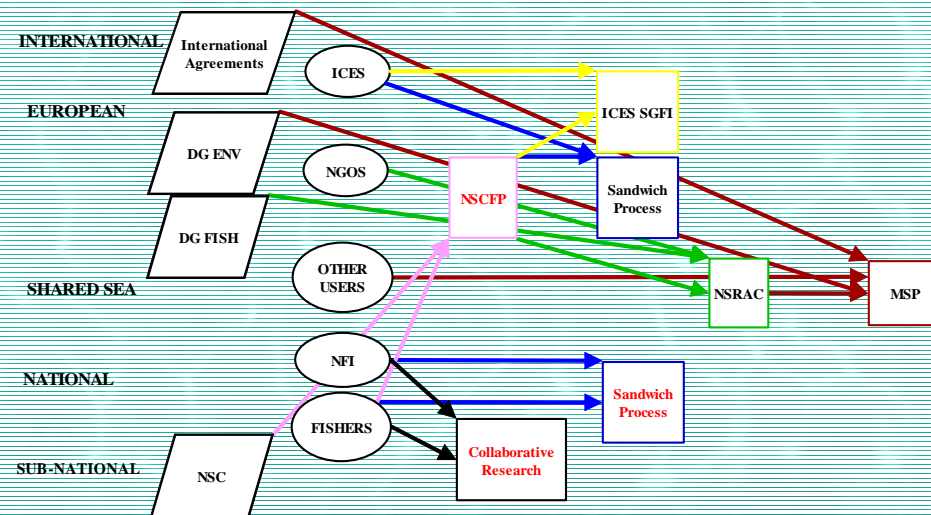 INTERNATIONAL
International
Agreements
ICES
ICES SGFI
EUROPEAN
DG ENV
NGOS
NSCFP
Sandwich
Process
DG FISH
OTHER
USERS
SHARED SEA
NSRAC
MSP
NFI
NATIONAL
Sandwich
Process
FISHERS
Collaborative
Research
SUB-NATIONAL
NSC